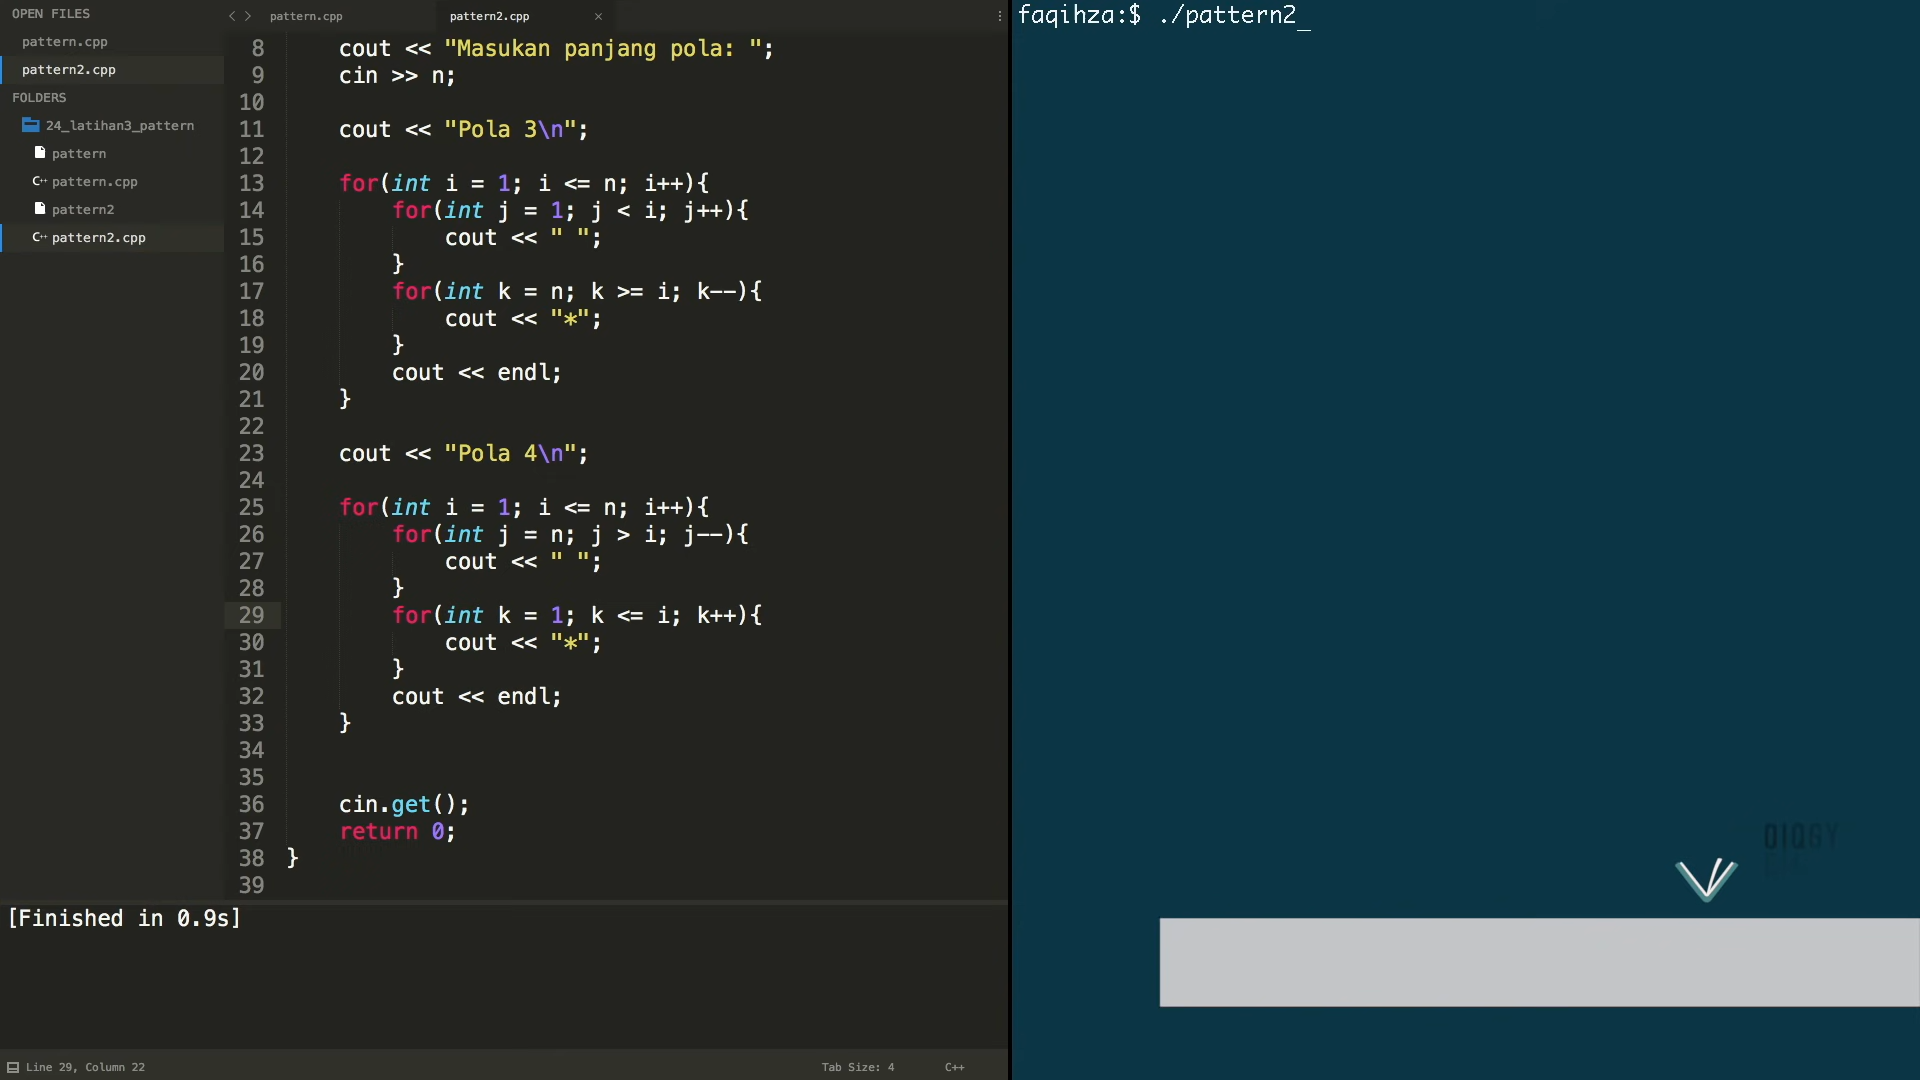 OPEN FILES
pattern.cpp
pattern2.cpp
FOLDERS
24_latihan3_pattern
pattern
C++ pattern.cpp
pattern2
C++ pattern2.cpp
pattern.cpp
pattern2.cpp
8 cout << "Masukan panjang pola: ";
9 cin >> n;
10
11 cout << "Pola 3\n";
12
13 for(int i = 1; i <= n; i++){
14 for(int j = 1; j < i; j++){
15 cout << " ";
16 }
17 for(int k = n; k >= i; k--){
18 cout << "*";
19 }
20 cout << endl;
21 }
22
23 cout << "Pola 4\n";
24
25 for(int i = 1; i <= n; i++){
26 for(int j = n; j > i; j--){
27 cout << " ";
28 }
29 for(int k = 1; k <= i; k++){
30 cout << "*";
31 }
32 cout << endl;
33 }
34
35
36 cin.get();
37 return 0;
38 }
39
[Finished in 0.9s]
Line 29, Column 22
Tab Size: 4
C++
faqihza:$ ./pattern2_